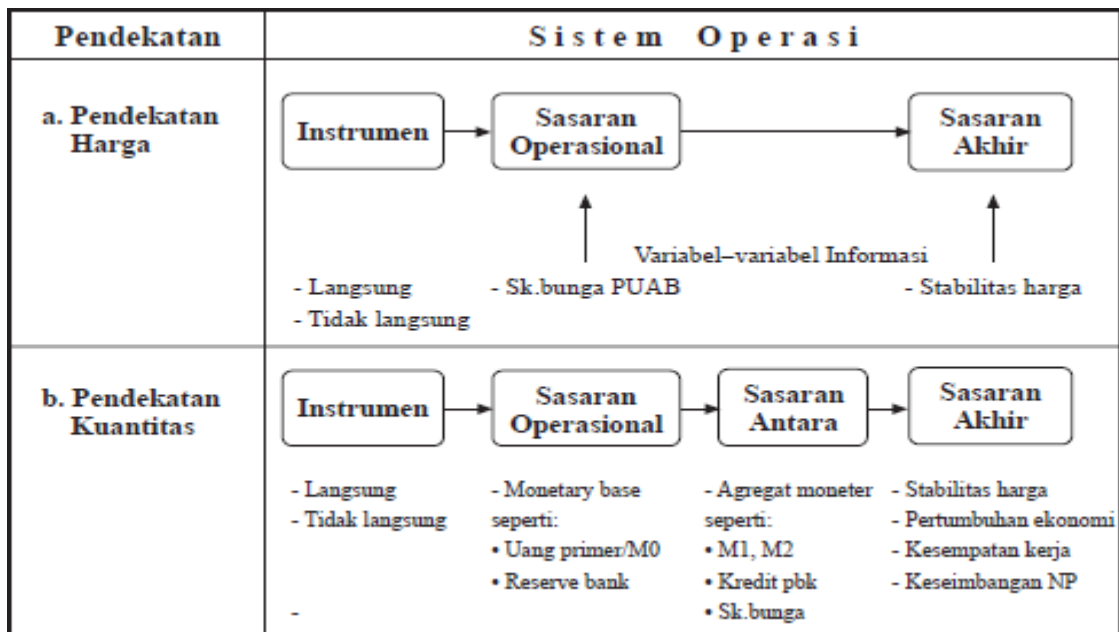 Pendekatan
Sistem Operasi
a. Pendekatan
Harga
Instrumen
Sasaran
Operasional
Sasaran
Akhir
Variabel–variabel Informasi
- Langsung
- Tidak langsung
- Sk.bunga PUAB
- Stabilitas harga
b. Pendekatan
Kuantitas
Instrumen
Sasaran
Operasional
Sasaran
Antara
Sasaran
Akhir
- Langsung
- Tidak langsung
-
- Monetary base
seperti:
• Uang primer/M0
• Reserve bank
- Agregat moneter
seperti:
• M1, M2
• Kredit pbk
• Sk.bunga
- Stabilitas harga
- Pertumbuhan ekonomi
- Kesempatan kerja
- Keseimbangan NP